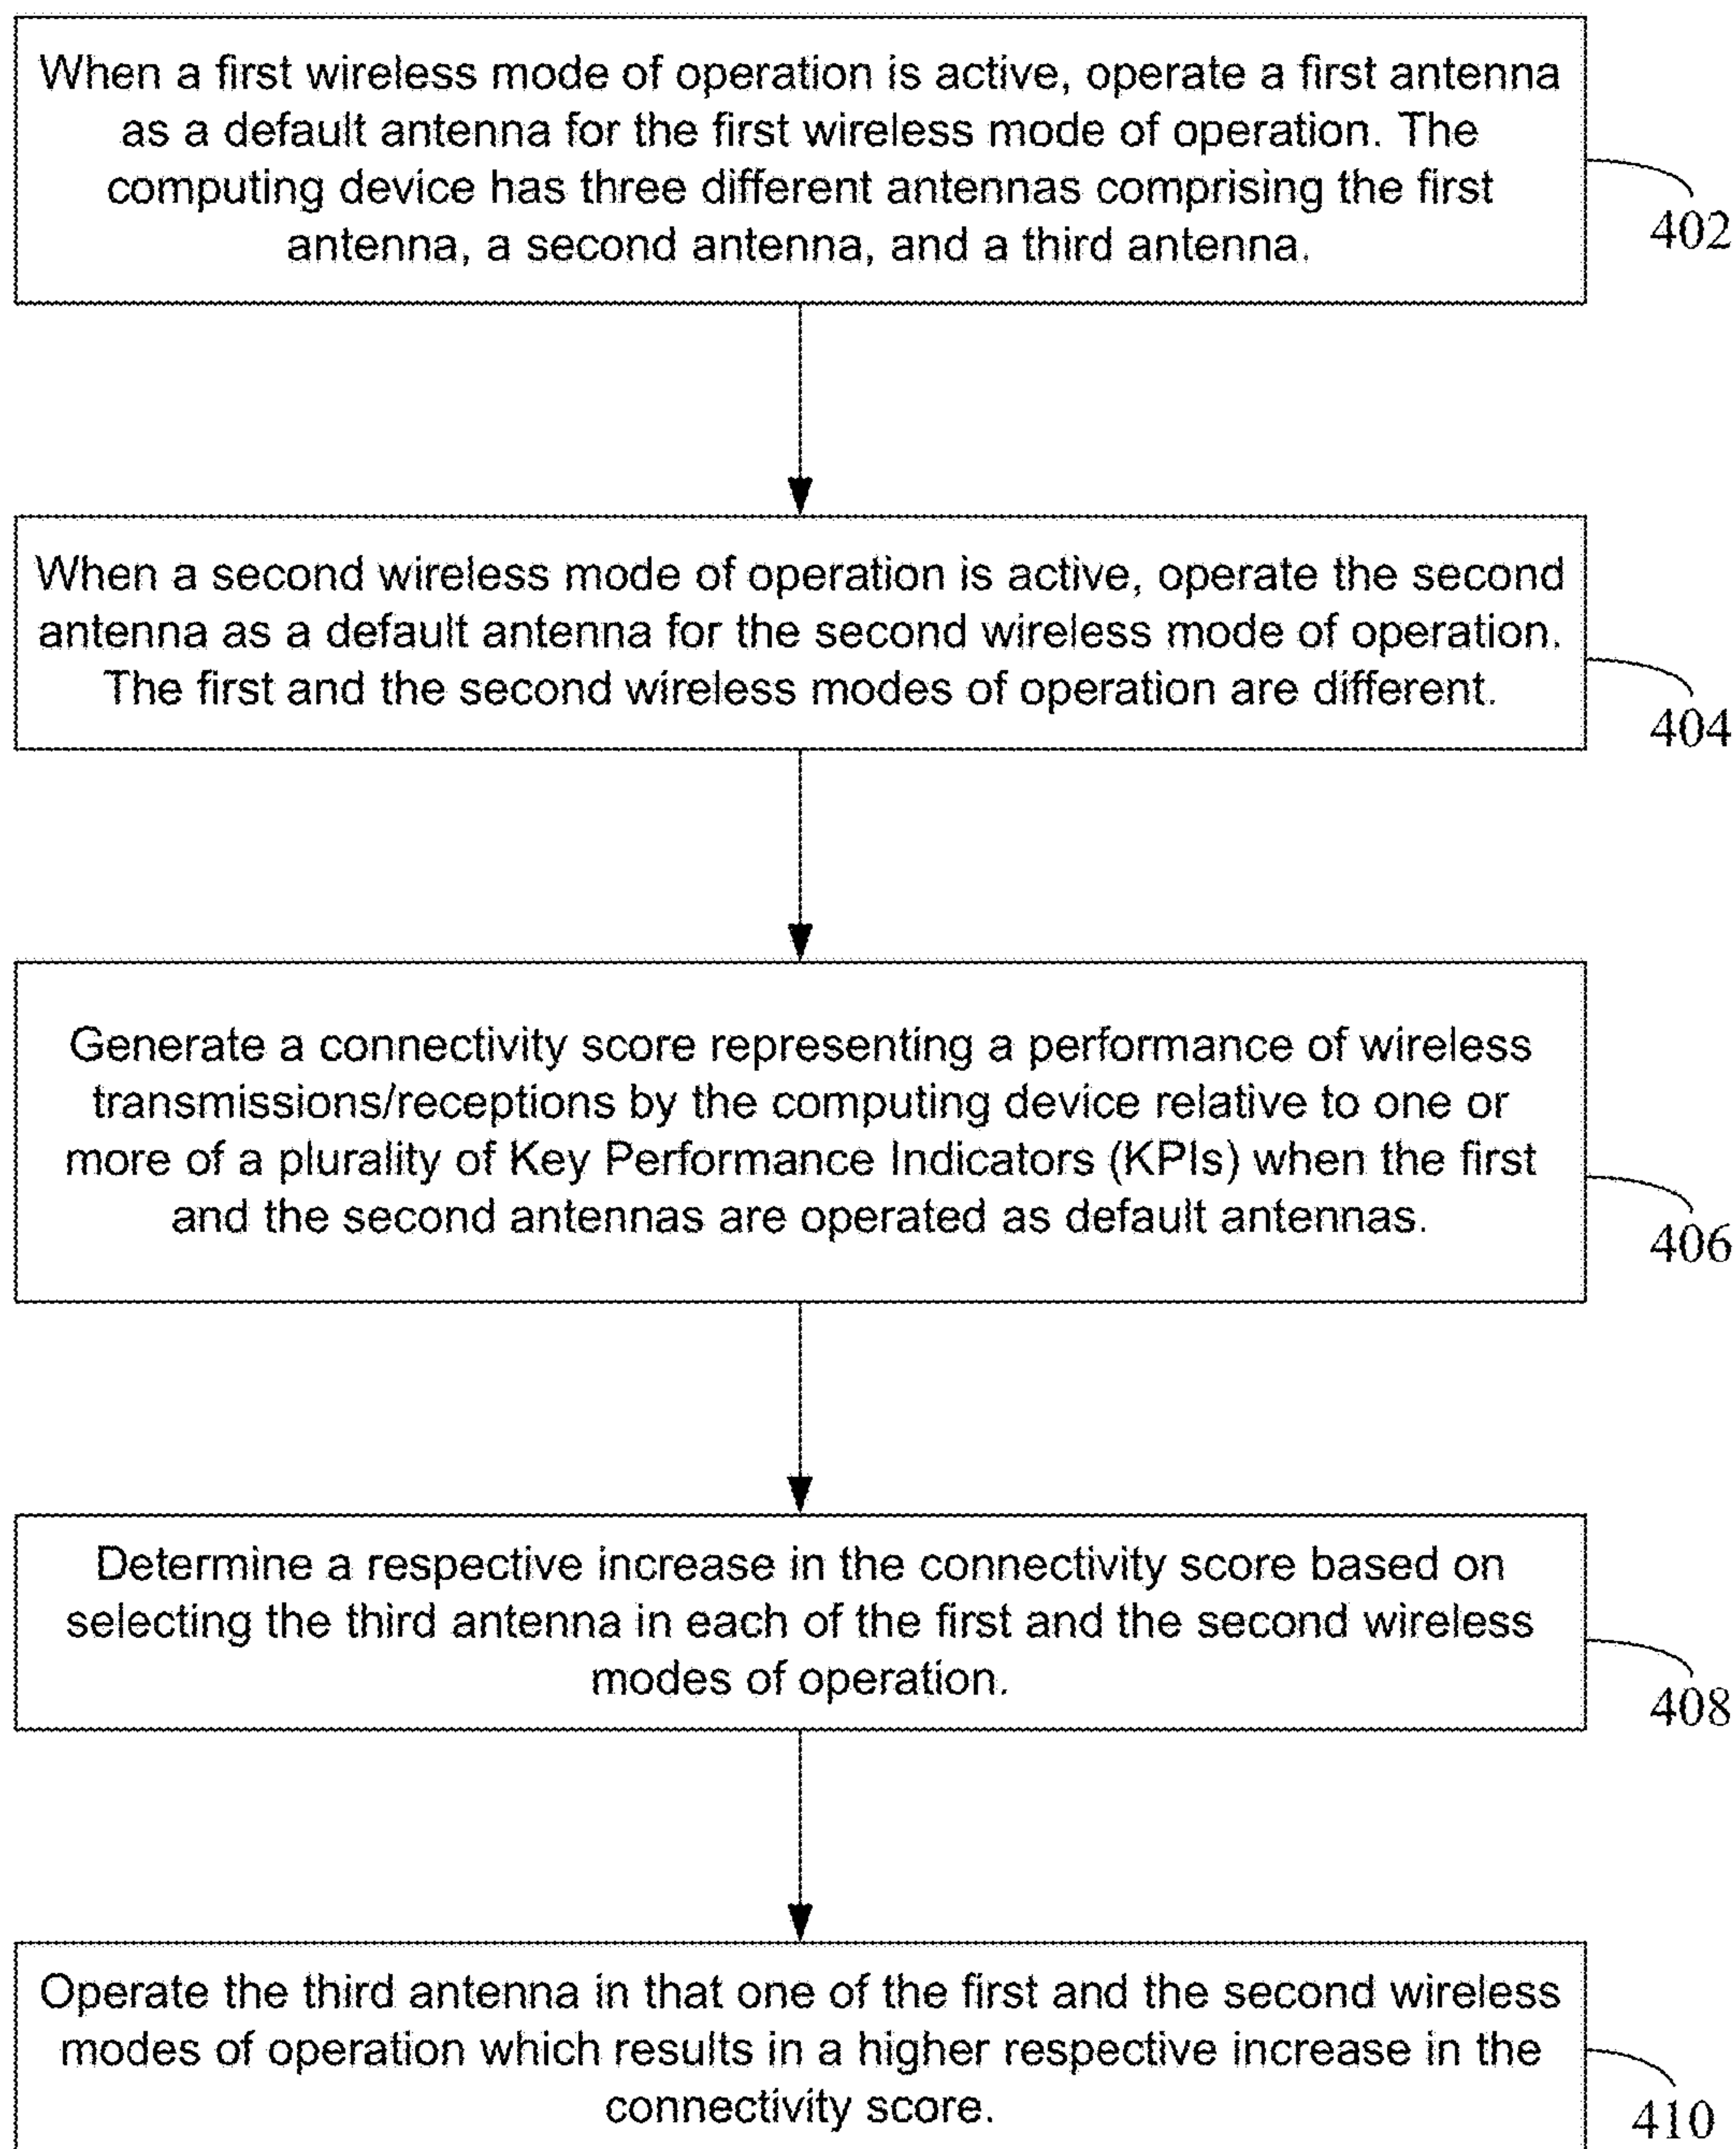 When a first wireless mode of operation is active, operate a first antenna
as a default antenna for the first wireless mode of operation. The
computing device has three different antennas comprising the first
antenna, a second antenna, and a third antenna.
402
When a second wireless mode of operation is active, operate the second
antenna as a default antenna for the second wireless mode of operation.
The first and the second wireless modes of operation are different.
404
Generate a connectivity score representing a performance of wireless
transmissions/receptions by the computing device relative to one or
more of a plurality of Key Performance Indicators (KPIs) when the first
and the second antennas are operated as default antennas.
406
Determine a respective increase in the connectivity score based on
selecting the third antenna in each of the first and the second wireless
modes of operation.
408
Operate the third antenna in that one of the first and the second wireless
modes of operation which results in a higher respective increase in the
connectivity score.
410